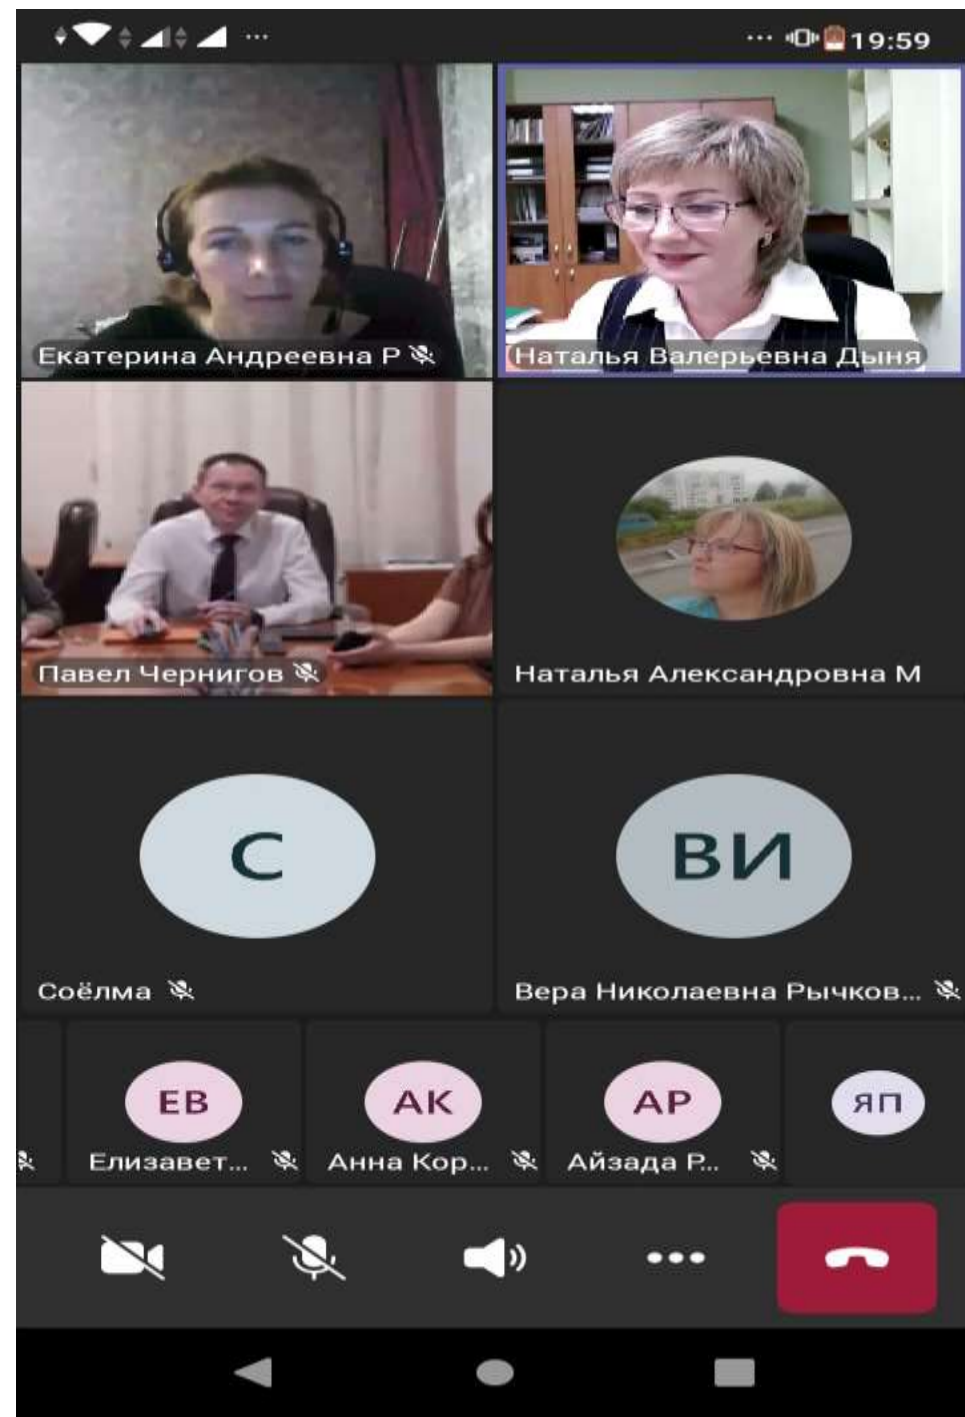 19:59
Екатерина Андреевна Р
Наталья Валерьевна Дыня
Павел Чернигов
Наталья Александровна М
С
Соёлма
ВИ
Вера Николаевна Рычков...
ЕВ
Елизавет...
АК
Анна Кор...
АР
Айзада Р...
ЯП